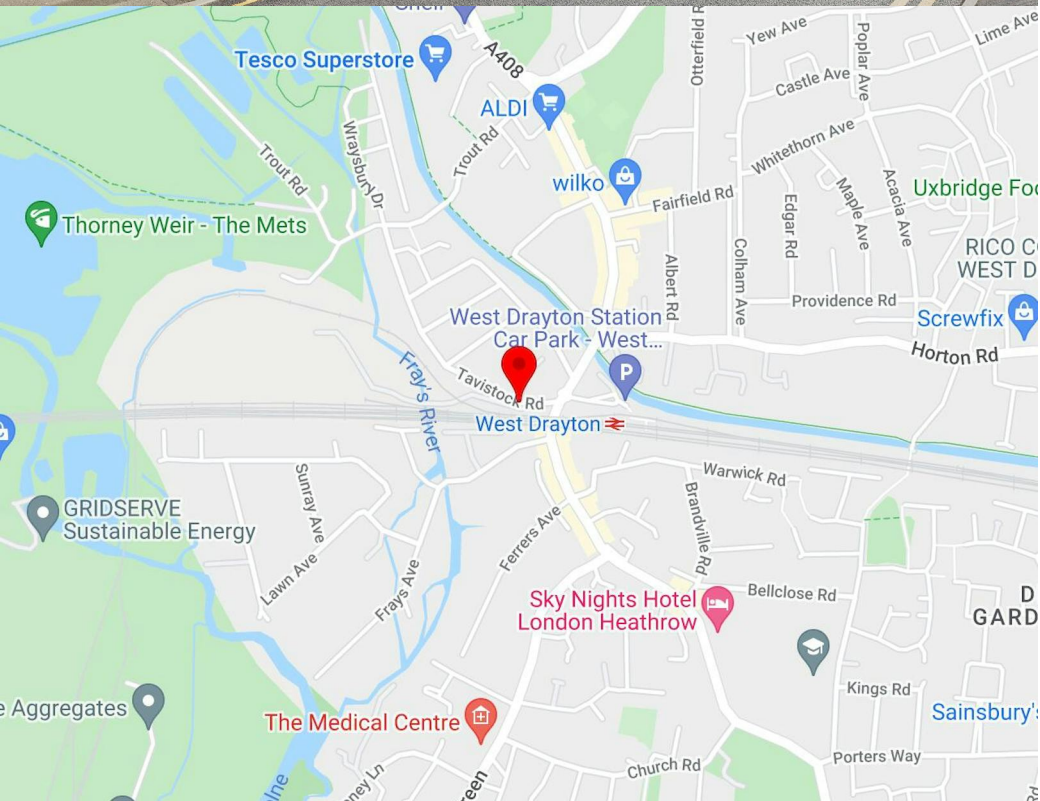 Shell
A408
Otterfield Rd
Yew Ave
Poplar Ave
Lime Ave
Tesco Superstore
Castle Ave
ALDI
Wraysbury Dr
Trout Rd
Trout Rd
Whitethorn Ave
wilko
Fairfield Rd
Edgar Rd
Maple Ave
Acacia Ave
Uxbridge Foo
Thorney Weir - The Mets
Colham Ave
Albert Rd
RICO CO
WEST D
Providence Rd
West Drayton Station
Car Park - West...
Screwfix
Horton Rd
P
Fray's River
Tavistock Rd
West Drayton
Warwick Rd
Sunray Ave
Brandville Rd
GRIDSERVE
Sustainable Energy
Ferrers Ave
Lawn Ave
Frays Ave
Sky Nights Hotel
London Heathrow
Bellclose Rd
D
GARD
Kings Rd
e Aggregates
The Medical Centre
Sainsbury's
Porters Way
Church Rd
ney Ln
reen
olne
Rd